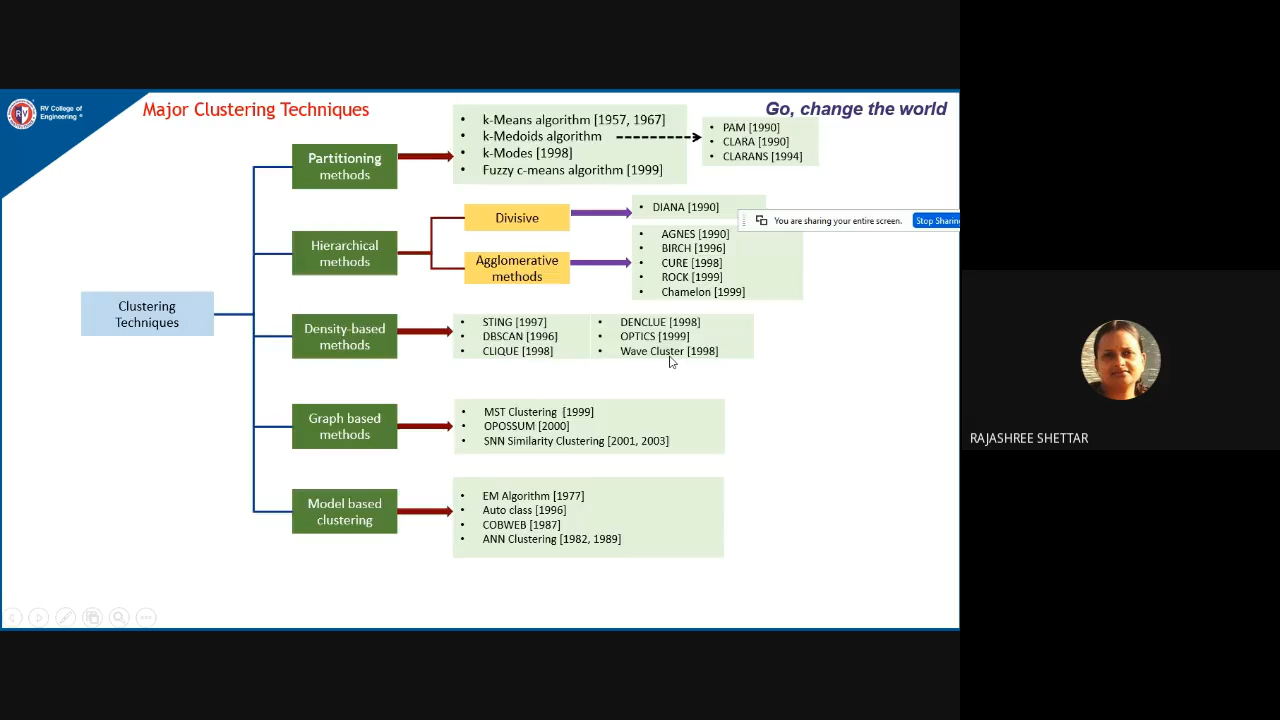 RV College of
Engineering
Major Clustering Techniques
Go, change the world
Clustering
Techniques
Partitioning
methods
k-Means algorithm [1957, 1967]
k-Medoids algorithm
k-Modes [1998]
Fuzzy c-means algorithm [1999]
PAM [1990]
CLARA [1990]
CLARANS [1994]
Hierarchical
methods
Divisive
DIANA [1990]
You are sharing your entire screen.
Stop Sharing
Agglomerative
methods
AGNES [1990]
BIRCH [1996]
CURE [1998]
ROCK [1999]
Chamelon [1999]
Density-based
methods
STING [1997]
DBSCAN [1996]
CLIQUE [1998]
DENCLUE [1998]
OPTICS [1999]
Wave Cluster [1998]
Graph based
methods
MST Clustering [1999]
OPOSSUM [2000]
SNN Similarity Clustering [2001, 2003]
Model based
clustering
EM Algorithm [1977]
Auto class [1996]
COBWEB [1987]
ANN Clustering [1982, 1989]
RAJASHREE SHETTAR